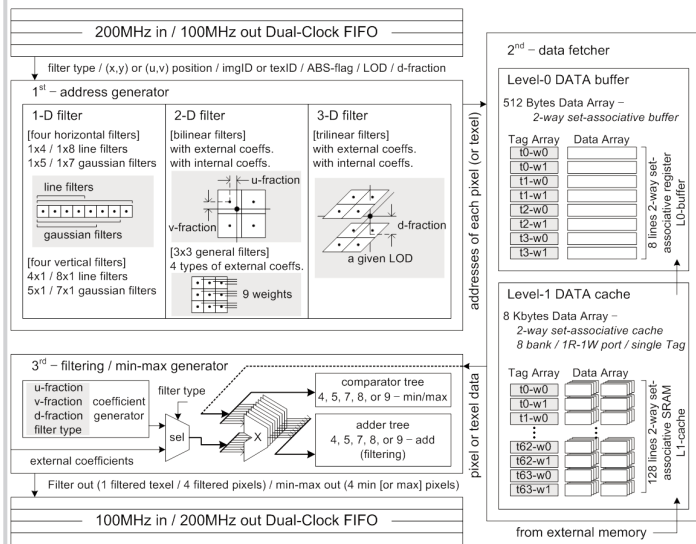 200MHz in / 100MHz out Dual-Clock FIFO
filter type / (x,y) or (u,v) position / imgID or texID / ABS-flag / LOD / d-fraction
1st – address generator
1-D filter
[four horizontal filters]
1x4 / 1x8 line filters
1x5 / 1x7 gaussian filters
line filters
gaussian filters
[four vertical filters]
4x1 / 8x1 line filters
5x1 / 7x1 gaussian filters
2-D filter
[bilinear filters]
with external coeffs.
with internal coeffs.
u-fraction
v-fraction
[3x3 general filters]
4 types of external coeffs.
9 weights
3-D filter
[trilinear filters]
with external coeffs.
with internal coeffs.
d-fraction
a given LOD
addresses of each pixel (or texel)
2nd – data fetcher
Level-0 DATA buffer
512 Bytes Data Array –
2-way set-associative buffer
Tag Array Data Array
t0-w0
t0-w1
t1-w0
t1-w1
t2-w0
t2-w1
t3-w0
t3-w1
8 lines 2-way set-
associative register
L0-buffer
Level-1 DATA cache
8 Kbytes Data Array –
2-way set-associative cache
8 bank / 1R-1W port / single Tag
Tag Array Data Array
t0-w0
t0-w1
t1-w0
t62-w0
t62-w1
t63-w0
t63-w1
128 lines 2-way set-
associative SRAM
L1-cache
from external memory
pixel or texel data
3rd – filtering / min-max generator
u-fraction
v-fraction
d-fraction
filter type
coefficient
generator
filter type
sel
X
external coefficients
comparator tree
4, 5, 7, 8, or 9 – min/max
adder tree
4, 5, 7, 8, or 9 – add
(filtering)
Filter out (1 filtered texel / 4 filtered pixels) / min-max out (4 min [or max] pixels)
100MHz in / 200MHz out Dual-Clock FIFO